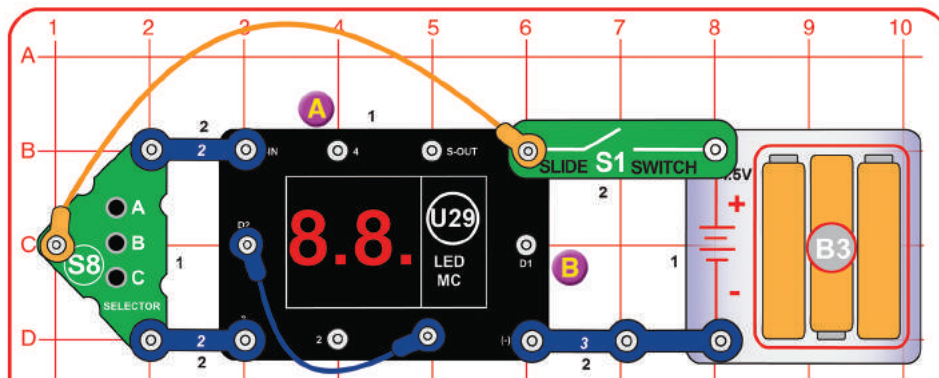 1 2 3 4 5 6 7 8 9 10
A
A 1
2
B 2 -IN 4 S-OUT SLIDE S1 SWITCH 4.5V
2
A
D2 U29 +
C B 1 8.8. LED D1 B 1 B3
S8 MC
C -
SELECTOR
D 2 2 (-) 3
2 2